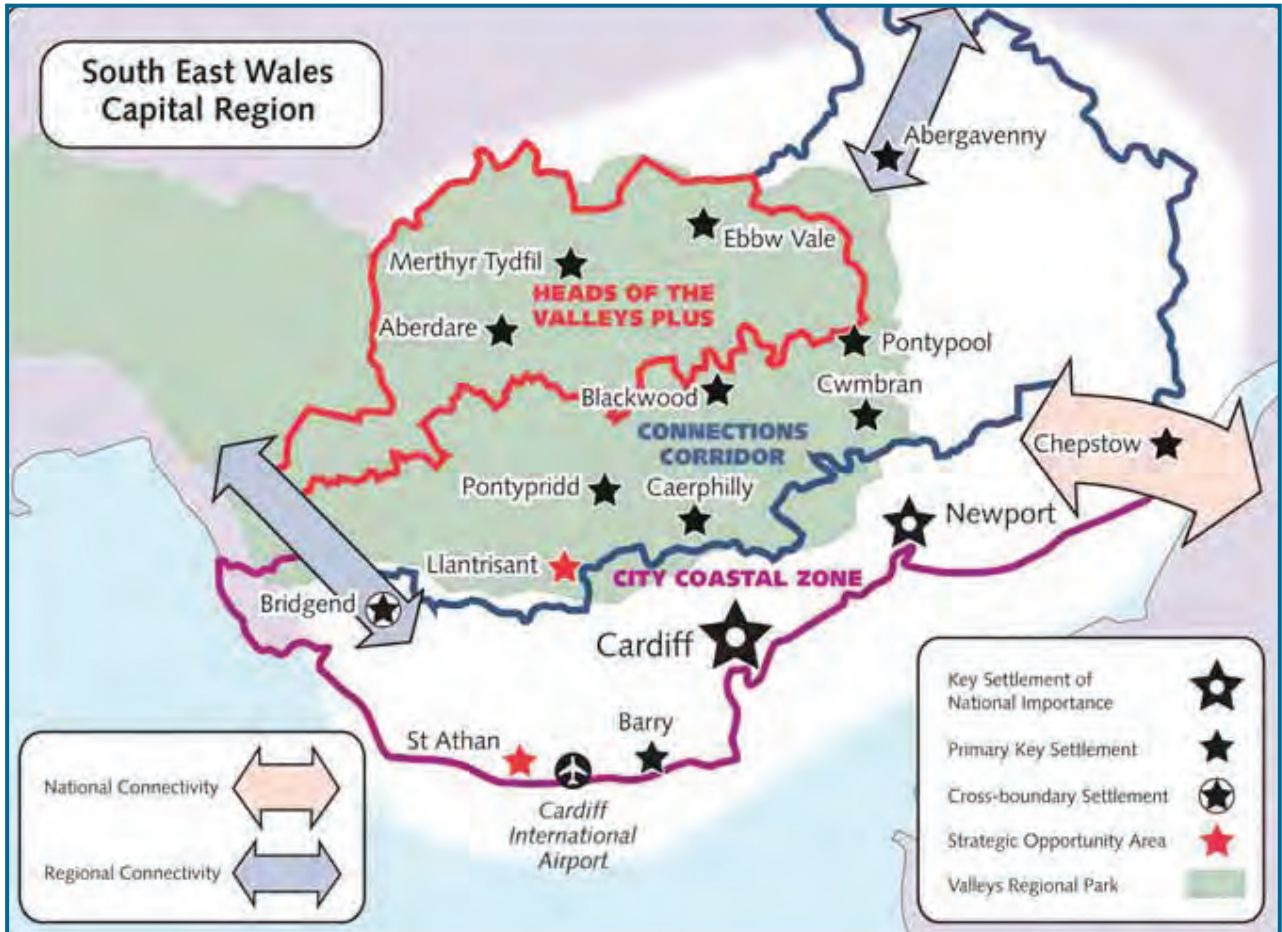 South East Wales
Capital Region
Abergavenny
Ebbw Vale
Merthyr Tydfil
HEADS OF THE
VALLEYS PLUS
Aberdare
Pontypool
Blackwood
Cwmbran
CONNECTIONS
CORRIDOR
Chepstow
Pontypridd
Caerphilly
Newport
Llantrisant
CITY COASTAL ZONE
Bridgend
Cardiff
Barry
St Athan
Cardiff
International
Airport
National Connectivity
Regional Connectivity
Key Settlement of
National Importance
Primary Key Settlement
Cross-boundary Settlement
Strategic Opportunity Area
Valleys Regional Park